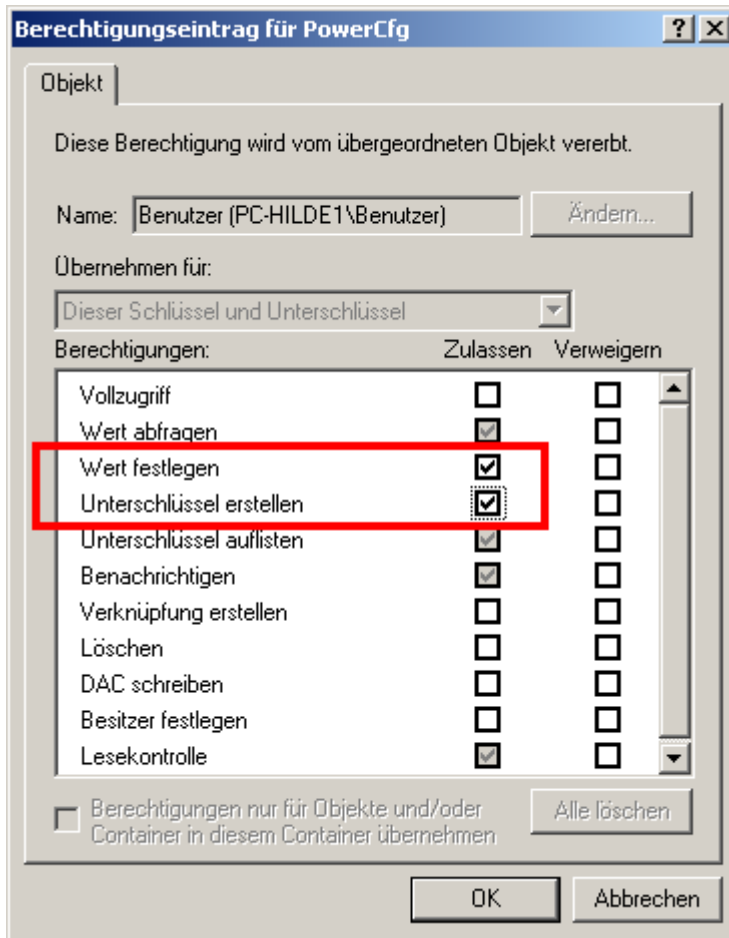 Berechtigungseintrag für PowerCfg
Objekt
Diese Berechtigung wird vom übergeordneten Objekt vererbt.
Name: Benutzer (PC-HILDE1\Benutzer) Ändern...
Übernehmen für:
Dieser Schlüssel und Unterschlüssel
Berechtigungen: Zulassen Verweigern
Vollzugriff
Wert abfragen
Wert festlegen
Unterschlüssel erstellen
Unterschlüssel auflisten
Benachrichtigen
Verknüpfung erstellen
Löschen
DAC schreiben
Besitzer festlegen
Lesekontrolle
Berechtigungen nur für Objekte und/oder Alle löschen
Container in diesem Container übernehmen
OK Abbrechen